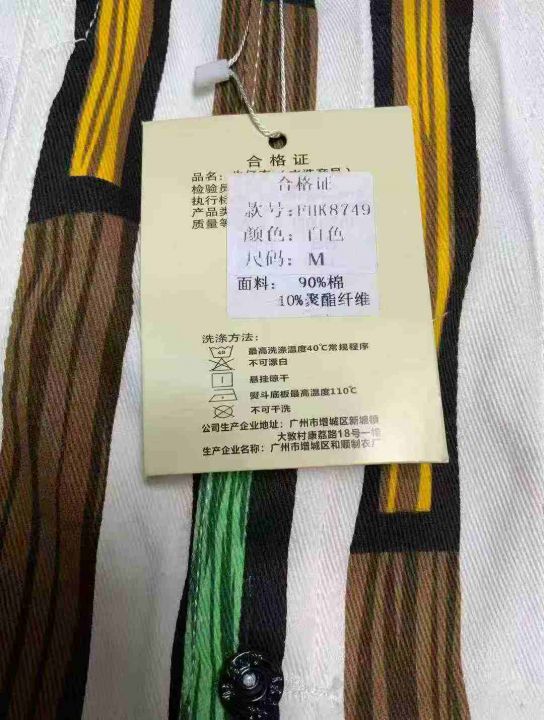 合格证
品名：
检验员
执行标
产品类
质量等
合格证
款号：FHK8749
颜色：白色
尺码： M
面料： 90%棉
10%聚酯纤维
洗涤方法：
40 最高洗涤温度40℃常规程序
不可漂白
悬挂晾干
熨斗底板最高温度110℃
不可干洗
公司生产企业地址：广州市增城区新塘镇
大敦村康荔路18号一幢
生产企业名称：广州市增城区和顺制衣厂